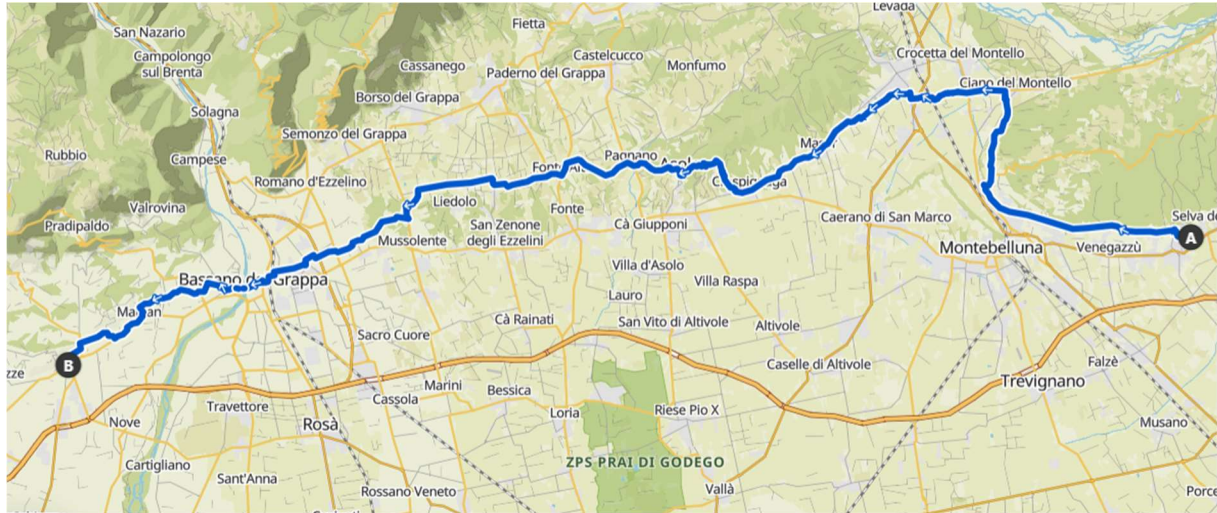 Levada
San Nazario
Fietta
Campolongo
sul Brenta
Castelcucco
Crocetta del Montello
Cassanego
Paderno del Grappa
Monfumo
Ciano del Montello
Borso del Grappa
Solagna
Semonzo del Grappa
Rubbio
Campese
Pagnano
Romano d'Ezzelino
Liedolo
Valrovina
Fonte
Selva de
Pradipaldo
San Zenone
degli Ezzelini
Cà Giupponi
Caerano di San Marco
Mussolente
Montebelluna
Venegazzù
A
Villa d'Asolo
Villa Raspa
Lauro
Cà Rainati
San Vito di Altivole
Altivole
Sacro Cuore
B
zze
Caselle di Altivole
Falzè
Marini
Bessica
Trevignano
Cassola
Travettore
Loria
Riese Pio X
Nove
Rosà
Musano
Cartigliano
ZPS PRAI DI GODEGO
Sant'Anna
Rossano Veneto
Vallà
Porce